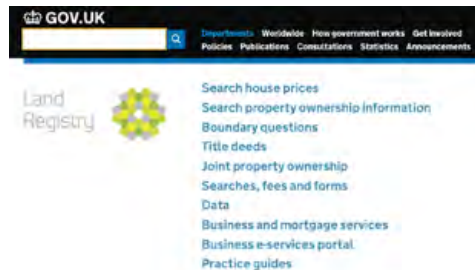 GOV.UK
Departments Worldwide How government works Get involved
Policies Publications Consultations Statistics Announcements
Land
Registry
Search house prices
Search property ownership information
Boundary questions
Title deeds
Joint property ownership
Searches, fees and forms
Data
Business and mortgage services
Business e-services portal
Practice guides